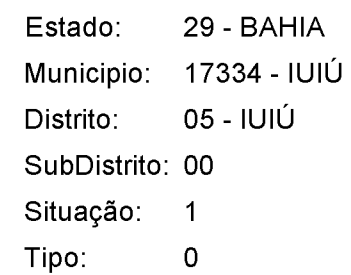 Estado: 29 - BAHIA
Municipio: 17334 - IUIÚ
Distrito: 05 - IUIÚ
SubDistrito: 00
Situação: 1
Tipo: 0